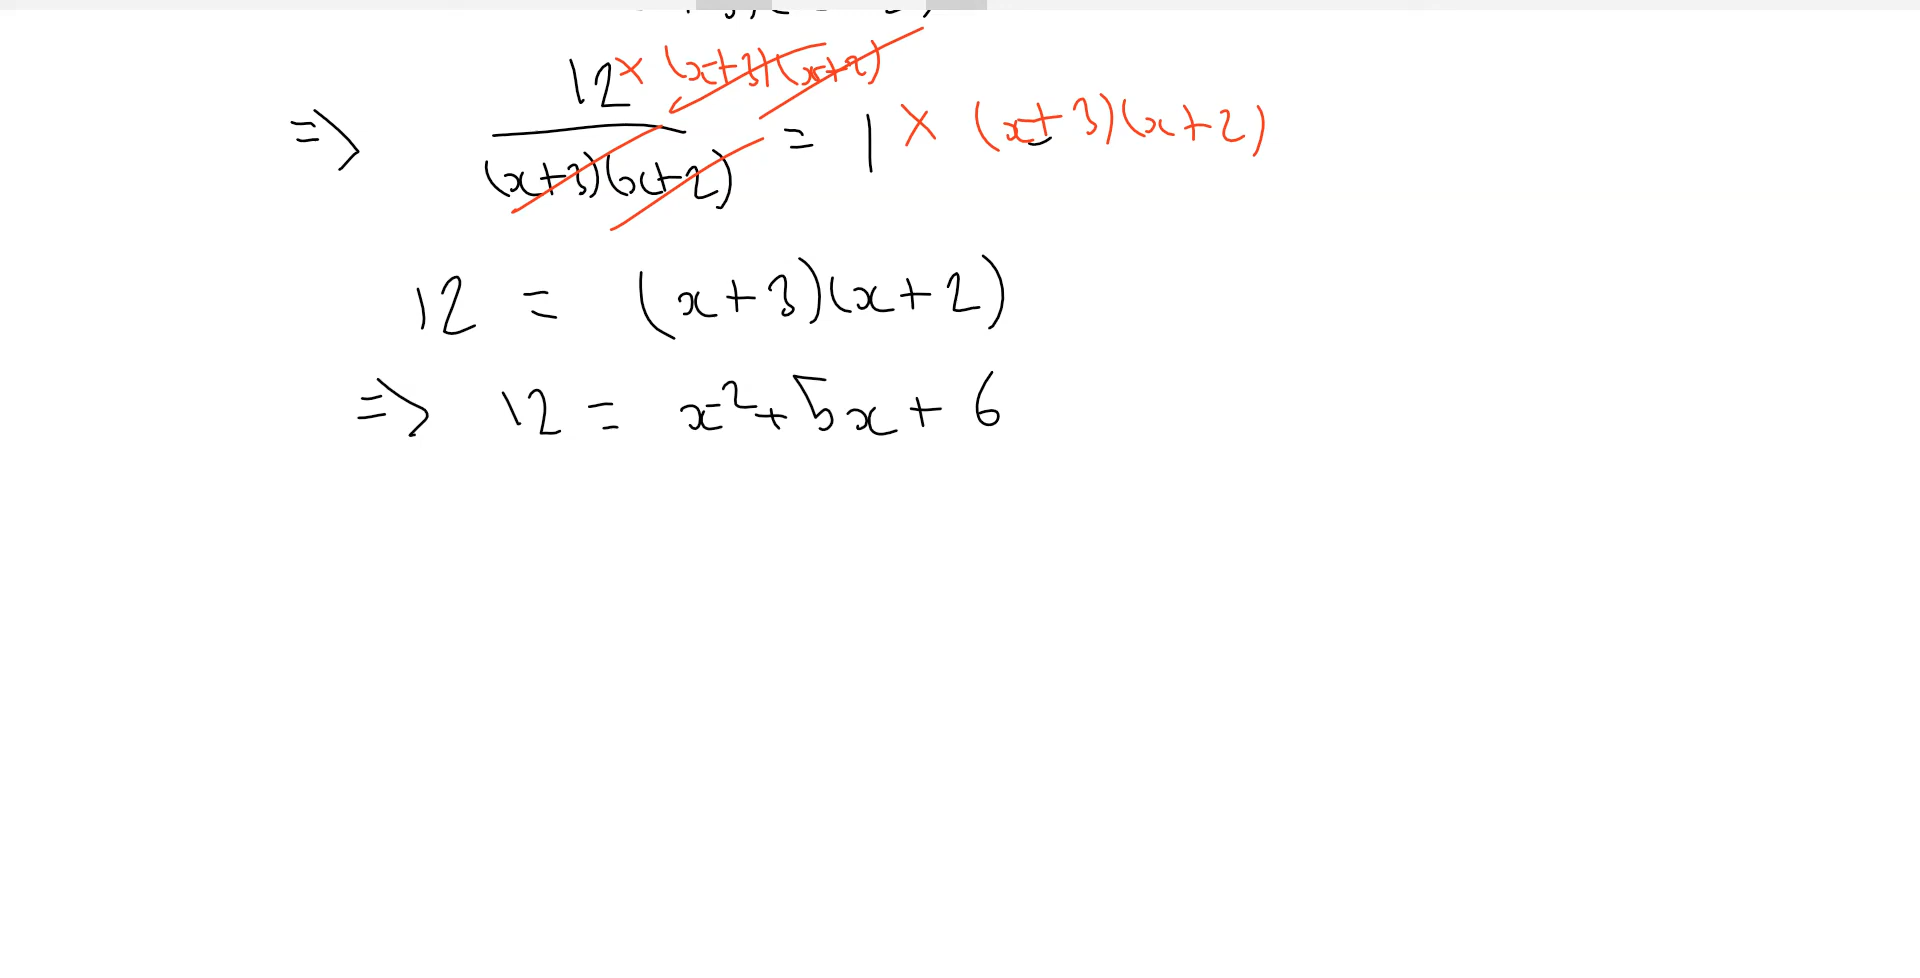 ⇒ 12 × (x+3)(x+2) / (x+3)(x+2) = 1 × (x+3)(x+2)
12 = (x+3)(x+2)
⇒ 12 = x² + 5x + 6